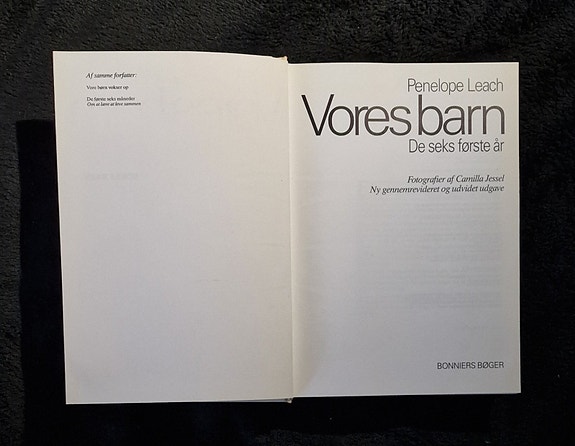 Af samme forfatter:
Vore børn vokser op
De første seks måneder
Om at lære at leve sammen
Penelope Leach
Vores barn
De seks første år
Fotografier af Camilla Jessel
Ny gennemrevideret og udvidet udgave
BONNIERS BØGER